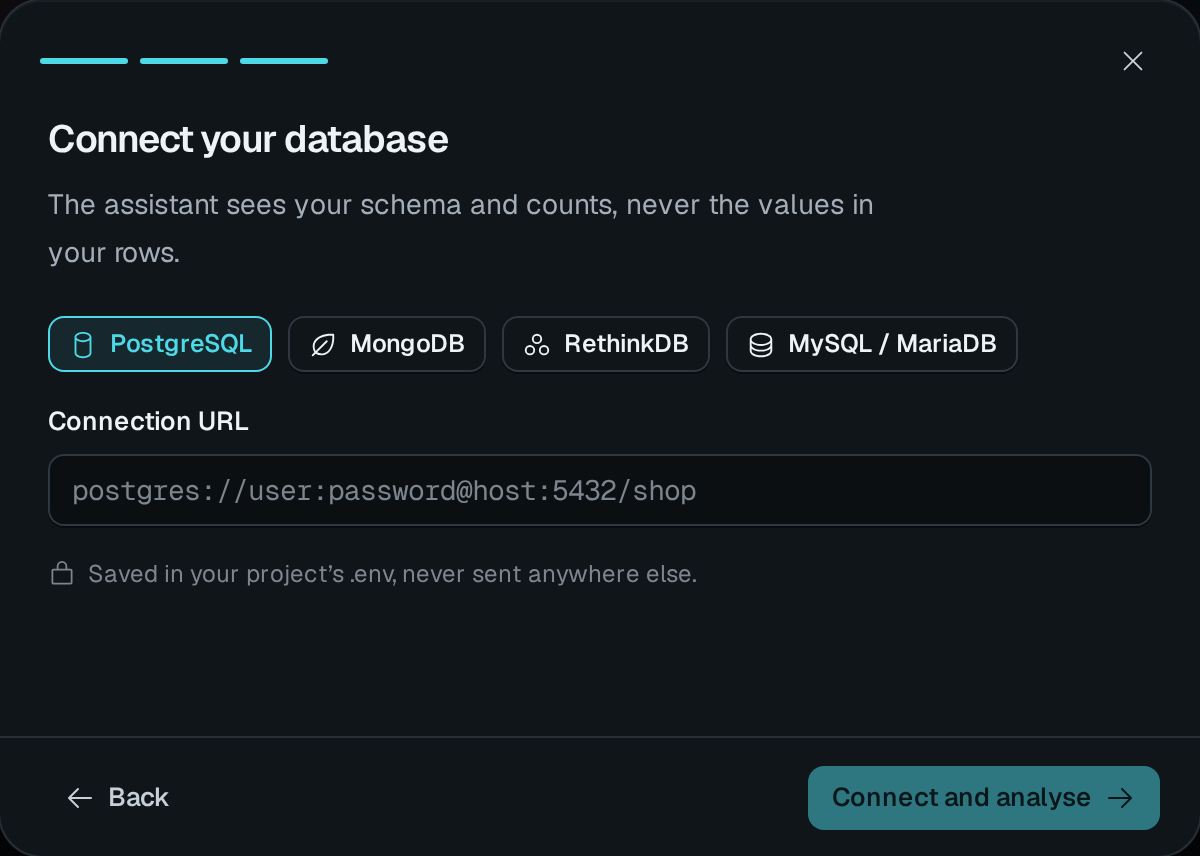 Connect your database
The assistant sees your schema and counts, never the values in
your rows.
PostgreSQL
MongoDB
RethinkDB
MySQL / MariaDB
Connection URL
postgres://user:password@host:5432/shop
Saved in your project’s .env, never sent anywhere else.
Back
Connect and analyse